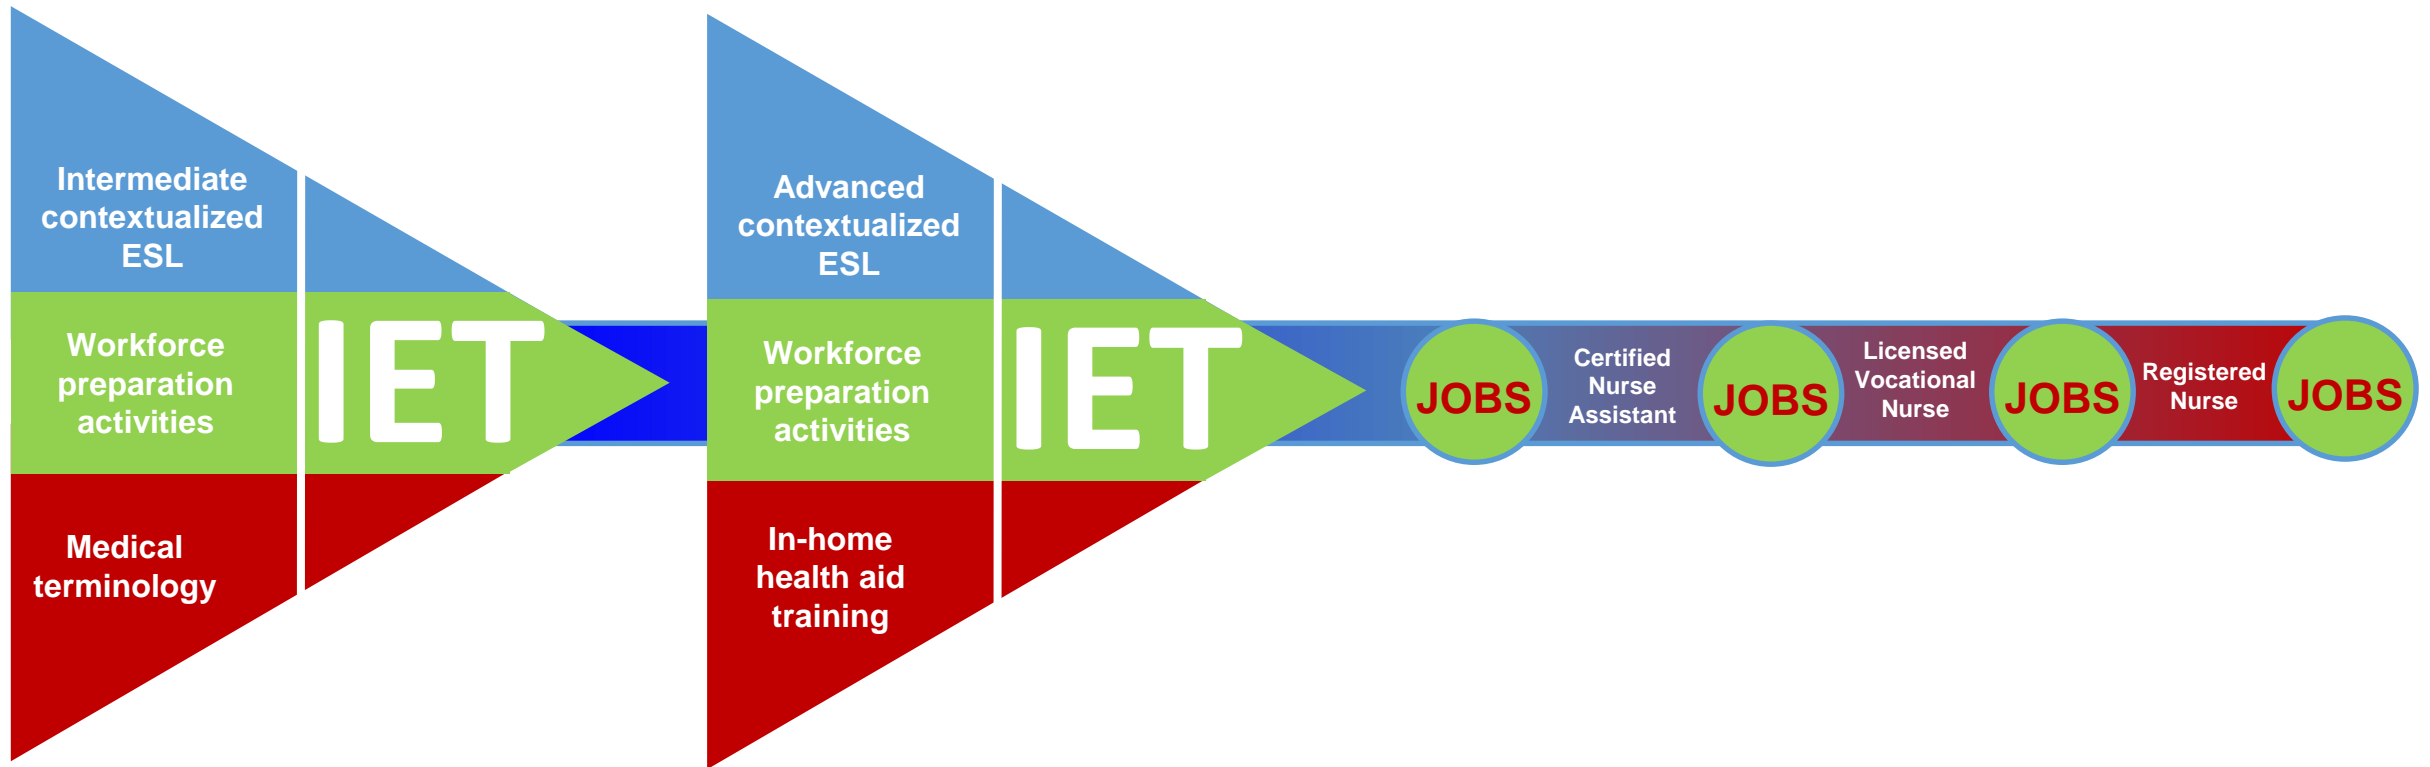 Intermediate
contextualized
ESL
Workforce
preparation
activities
Medical
terminology
IET
Advanced
contextualized
ESL
Workforce
preparation
activities
In-home
health aid
training
IET
JOBS
Certified
Nurse
Assistant
JOBS
Licensed
Vocational
Nurse
JOBS
Registered
Nurse
JOBS